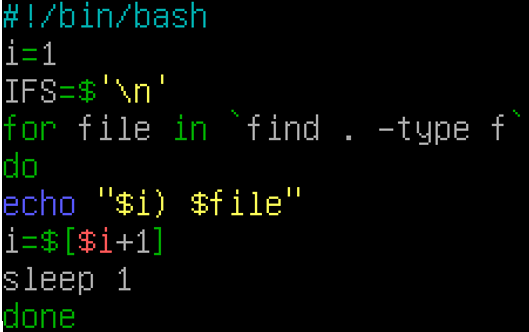 #!/bin/bash
i=1
IFS=$'\n'
for file in `find . -type f`
do
echo "$i) $file"
i=$[$i+1]
sleep 1
done